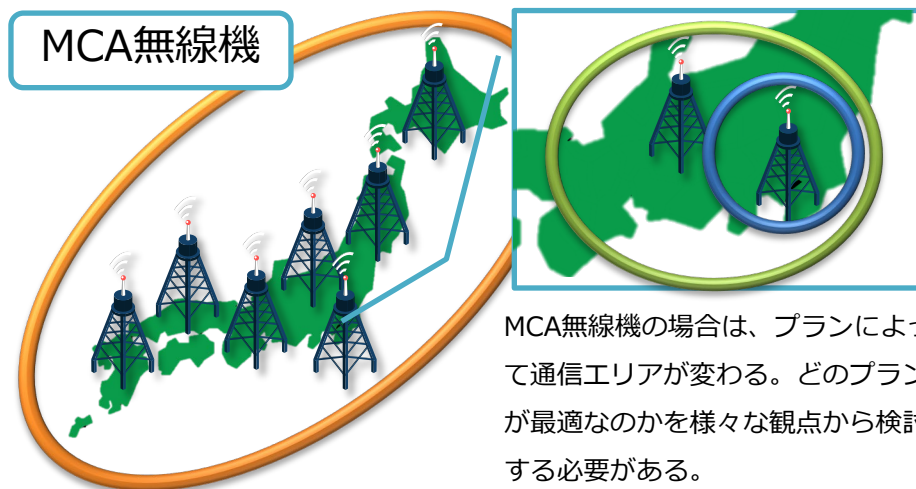 MCA無線機
MCA無線機の場合は、プランによっ
て通信エリアが変わる。どのプラン
が最適なのかを様々な観点から検討
する必要がある。